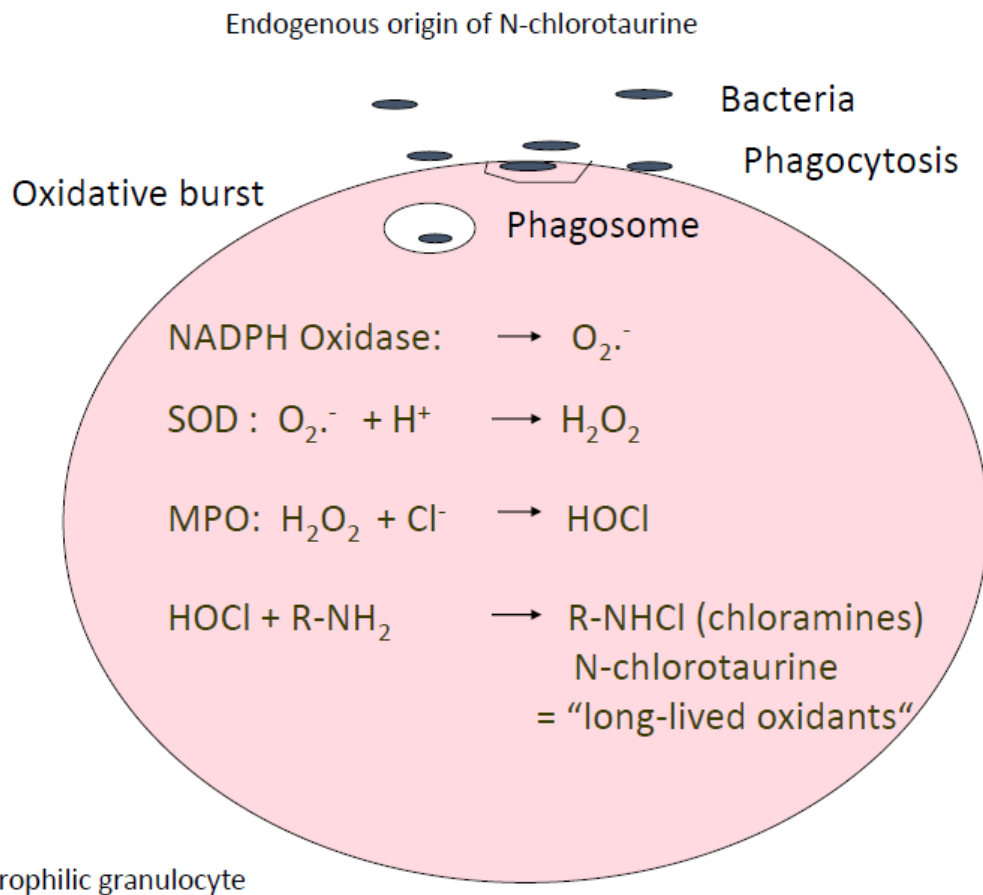 Endogenous origin of N-chlorotaurine
Bacteria
Phagocytosis
Oxidative burst
Phagosome
NADPH Oxidase: → O₂.⁻
SOD : O₂.⁻ + H⁺ → H₂O₂
MPO: H₂O₂ + Cl⁻ → HOCl
HOCl + R-NH₂ → R-NHCl (chloramines)
N-chlorotaurine
= “long-lived oxidants“
rophilic granulocyte